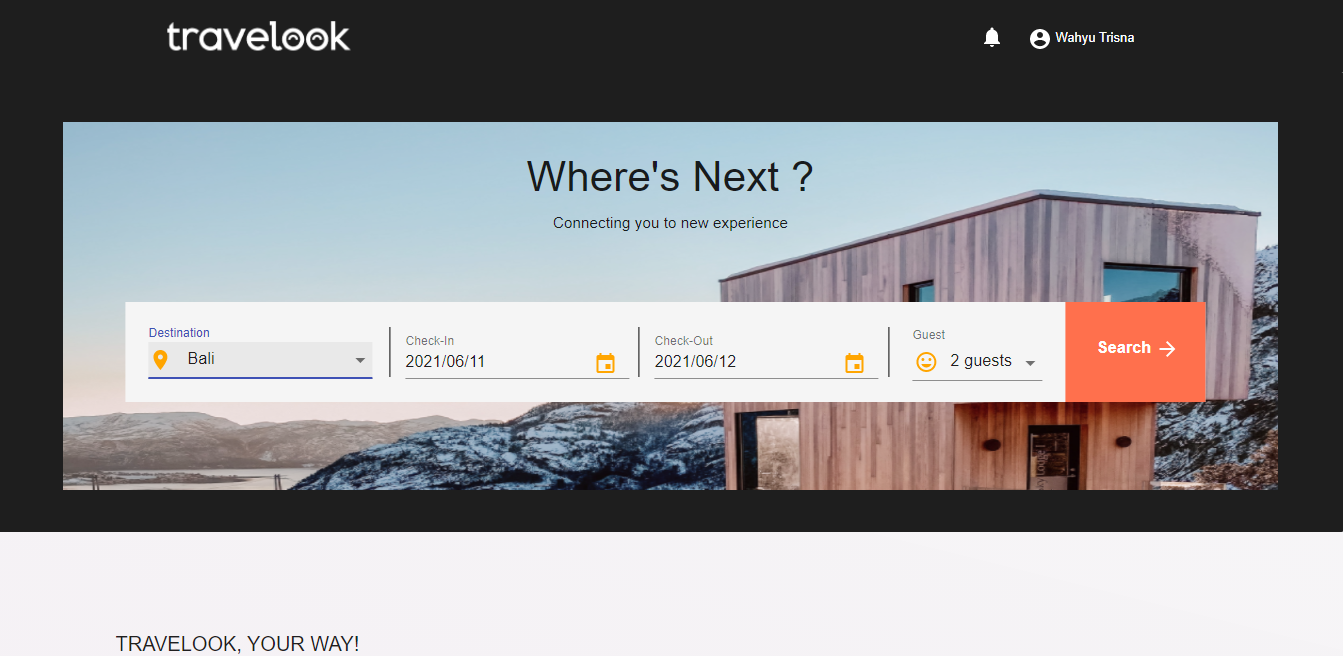 travelook
Wahyu Trisna
Where's Next ?
Connecting you to new experience
Destination
Bali
Check-In
2021/06/11
Check-Out
2021/06/12
Guest
2 guests
Search
TRAVELOOK, YOUR WAY!